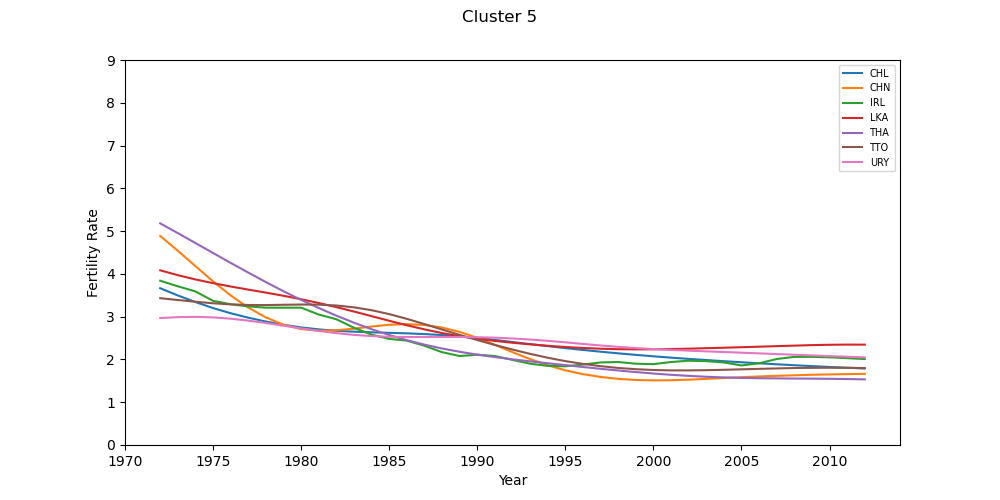 Cluster 5
9
8
7
6
5
4
3
2
1
0
Fertility Rate
CHL
CHN
IRL
LKA
THA
TTO
URY
1970 1975 1980 1985 1990 1995 2000 2005 2010
Year